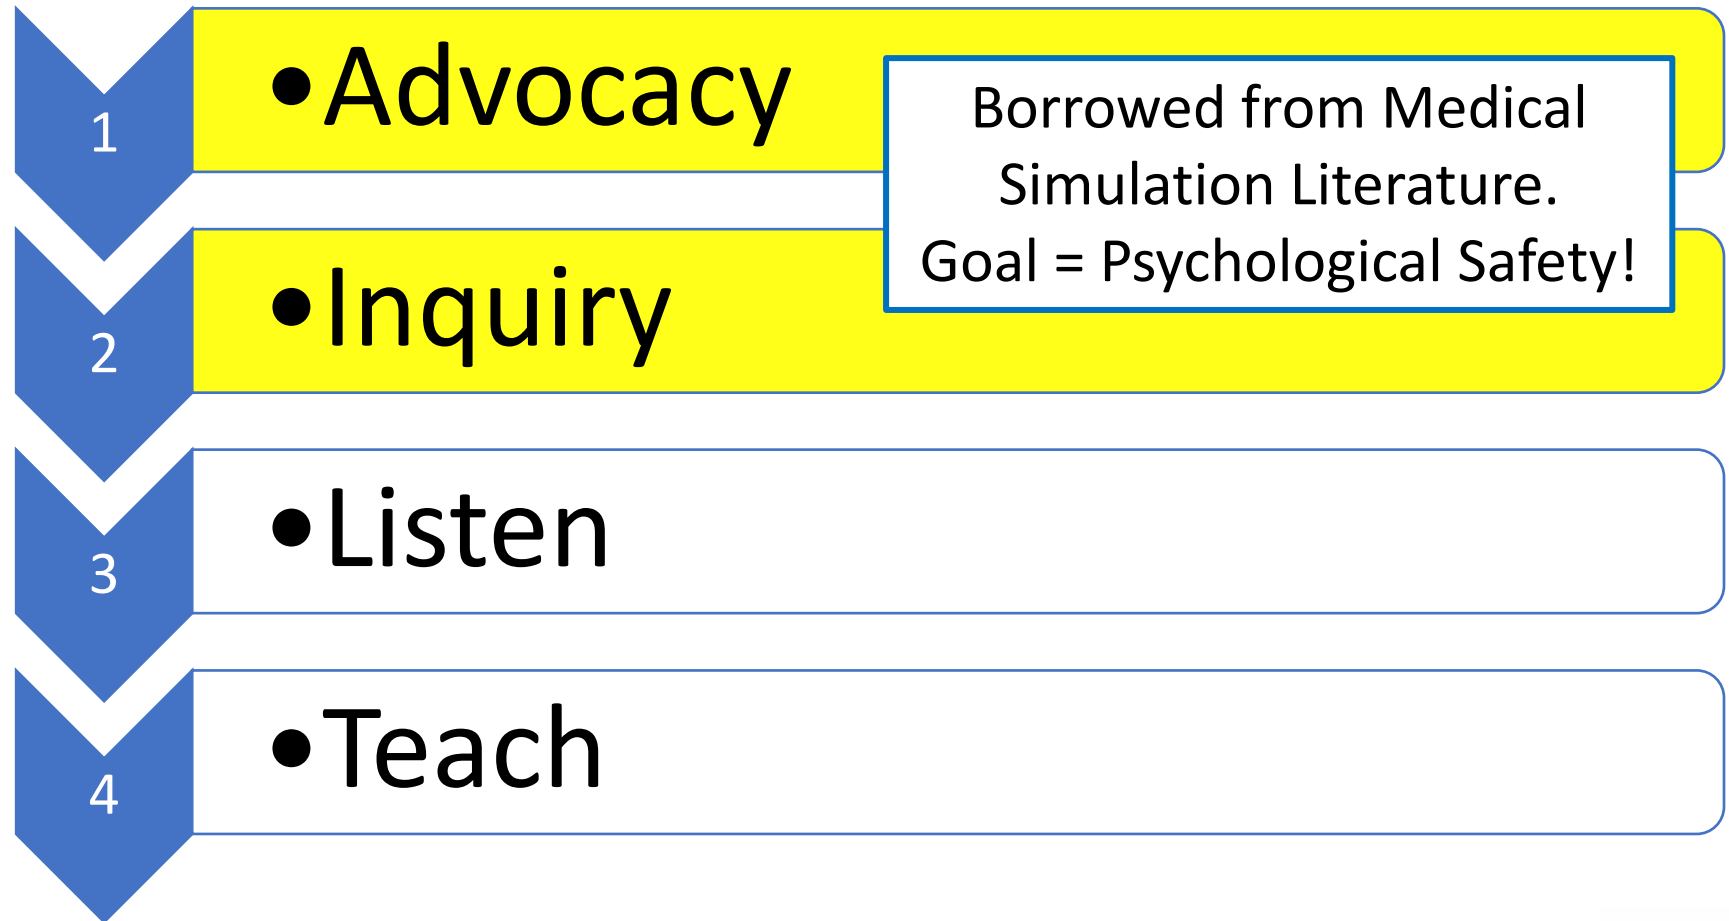 1
•Advocacy
Borrowed from Medical
Simulation Literature.
Goal = Psychological Safety!
2
•Inquiry
3
•Listen
4
•Teach